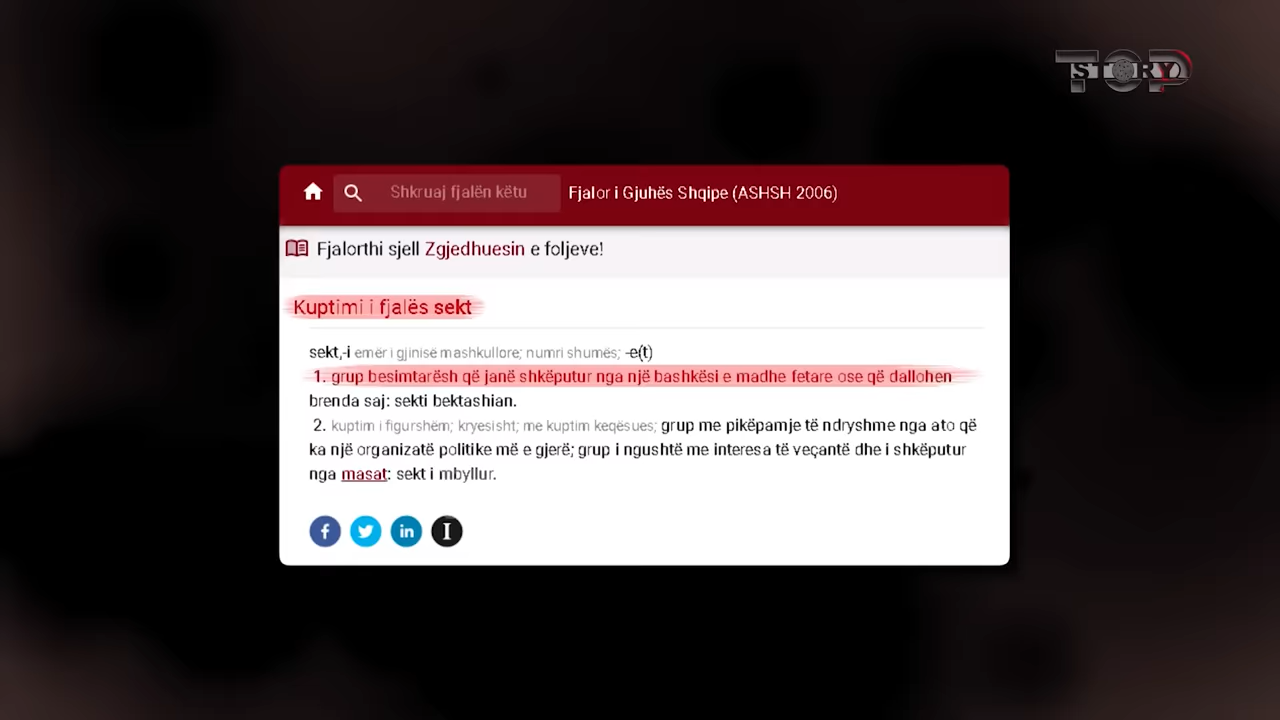 TOP STORY
Shkruaj fjalën këtu
Fjalor i Gjuhës Shqipe (ASHSH 2006)
Fjalorthi sjell Zgjedhuesin e foljeve!
Kuptimi i fjalës sekt
sekt,-i emër i gjinisë mashkullore; numri shumës; -e(t)
1. grup besimtarësh që janë shkëputur nga një bashkësi e madhe fetare ose që dallohen
brenda saj: sekti bektashian.
2. kuptim i figurshëm; kryesisht; me kuptim keqësues; grup me pikëpamje të ndryshme nga ato që
ka një organizatë politike më e gjerë; grup i ngushtë me interesa të veçantë dhe i shkëputur
nga masat: sekt i mbyllur.
f in I